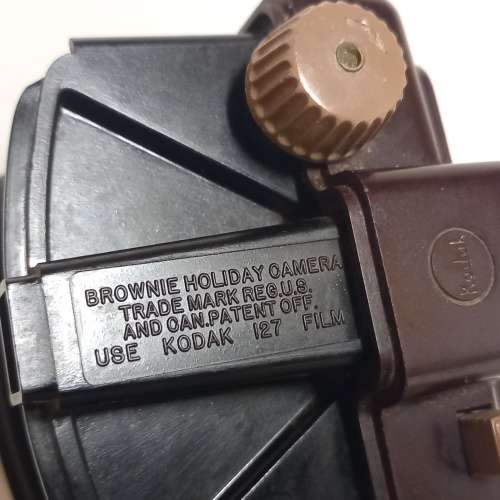 BROWNIE HOLIDAY CAMERA
TRADE MARK REG.U.S.
AND CAN.PATENT OFF.
USE KODAK 127 FILM
Kodak